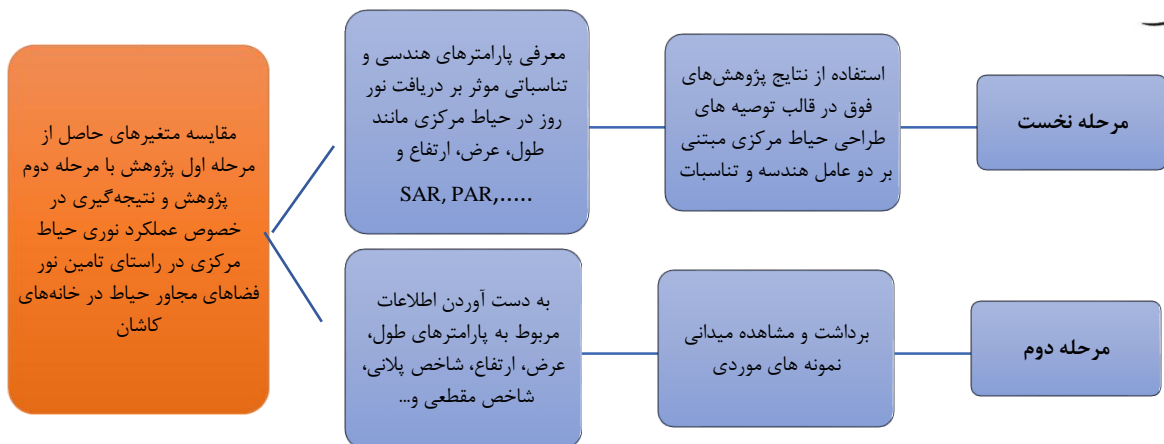 مرحله نخست
استفاده از نتایج پژوهش‌های
فوق در قالب توصیه های
طراحی حیاط مرکزی مبتنی
بر دو عامل هندسه و تناسبات
معرفی پارامترهای هندسی و
تناسباتی موثر بر دریافت نور
روز در حیاط مرکزی مانند
طول، عرض، ارتفاع و
SAR, PAR,.....
مرحله دوم
برداشت و مشاهده میدانی
نمونه های موردی
به دست آوردن اطلاعات
مربوط به پارامترهای طول،
عرض، ارتفاع، شاخص پلانی،
شاخص مقطعی و...
مقایسه متغیرهای حاصل از
مرحله اول پژوهش با مرحله دوم
پژوهش و نتیجه‌گیری در
خصوص عملکرد نوری حیاط
مرکزی در راستای تامین نور
فضاهای مجاور حیاط در خانه‌های
کاشان